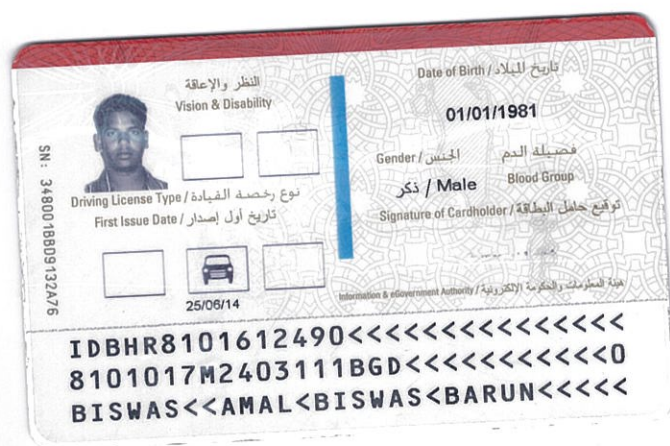 النظر والإعاقة
Vision & Disability
نوع رخصة القيادة / Driving License Type
تاريخ أول إصدار / First Issue Date
25/06/14
SN: 3480018BD9132A76
تاريخ الميلاد / Date of Birth
01/01/1981
الجنس / Gender
فصيلة الدم
ذكر / Male
Blood Group
توقيع حامل البطاقة / Signature of Cardholder
هيئة المعلومات والحكومة الالكترونية / Information & eGovernment Authority
IDBHR8101612490<<<<<<<<<<<<<<<
8101017M2403111BGD<<<<<<<<<<<0
BISWAS<<AMAL<BISWAS<BARUN<<<<<